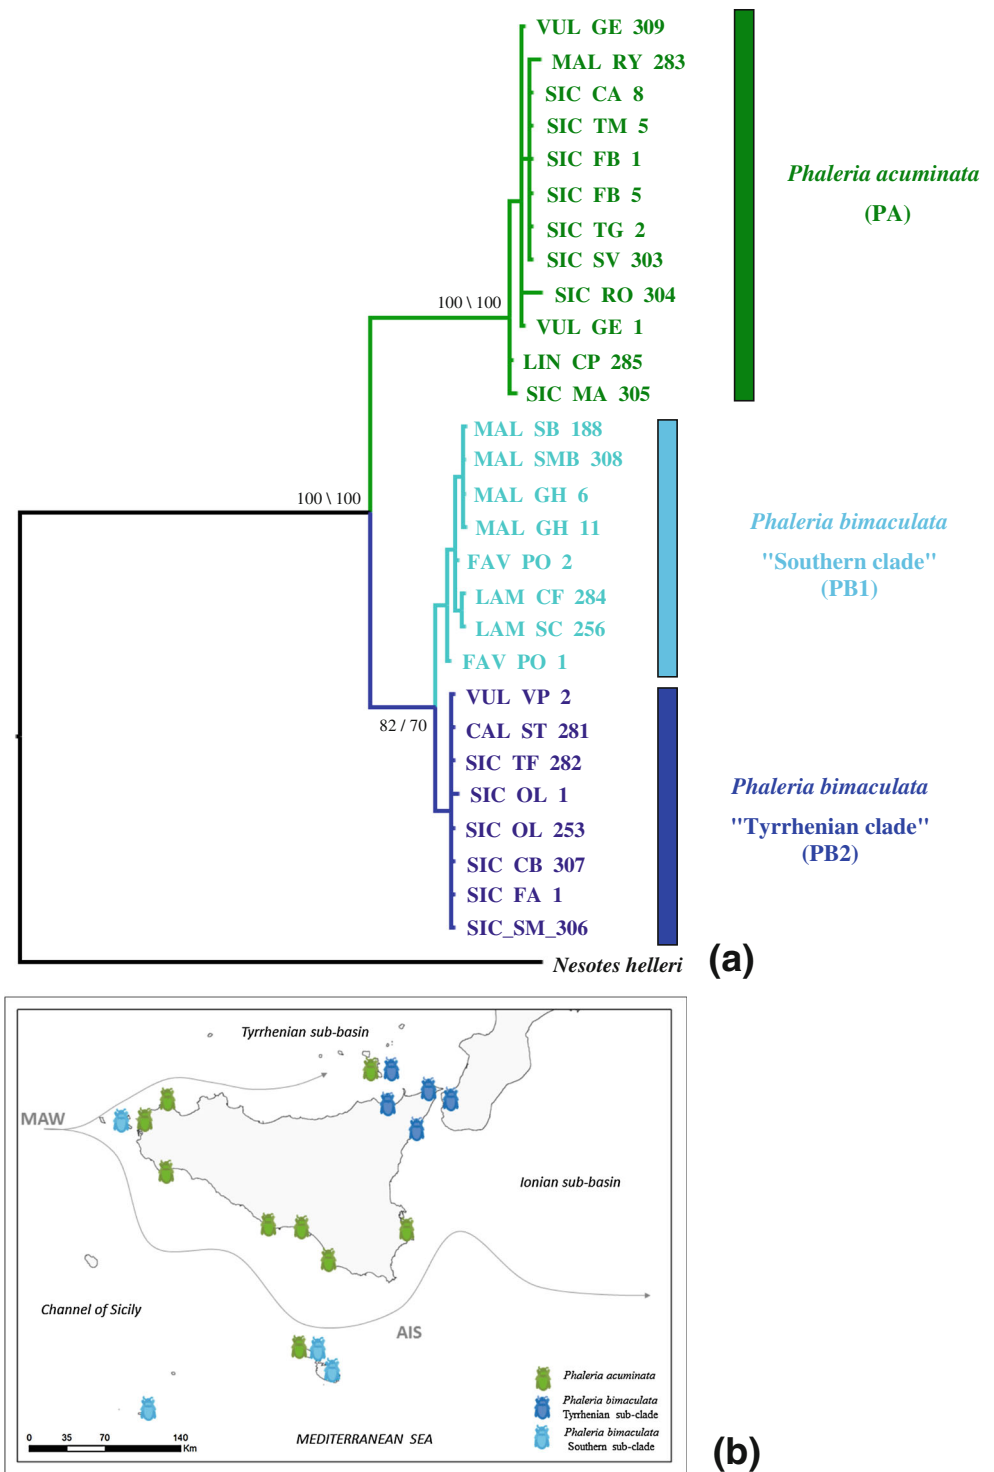 VUL GE 309
MAL RY 283
SIC CA 8
SIC TM 5
SIC FB 1
SIC FB 5
SIC TG 2
SIC SV 303
SIC RO 304
VUL GE 1
LIN CP 285
SIC MA 305
Phaleria acuminata
(PA)
100 \ 100
100 \ 100
MAL SB 188
MAL SMB 308
MAL GH 6
MAL GH 11
FAV PO 2
LAM CF 284
LAM SC 256
FAV PO 1
Phaleria bimaculata
"Southern clade"
(PB1)
82 / 70
VUL VP 2
CAL ST 281
SIC TF 282
SIC OL 1
SIC OL 253
SIC CB 307
SIC FA 1
SIC_SM_306
Phaleria bimaculata
"Tyrrhenian clade"
(PB2)
Nesotes helleri
(a)
Tyrrhenian sub-basin
MAW
Ionian sub-basin
Channel of Sicily
AIS
Phaleria acuminata
Phaleria bimaculata
Tyrrhenian sub-clade
Phaleria bimaculata
Southern sub-clade
0 35 70 140
Km
MEDITERRANEAN SEA
(b)